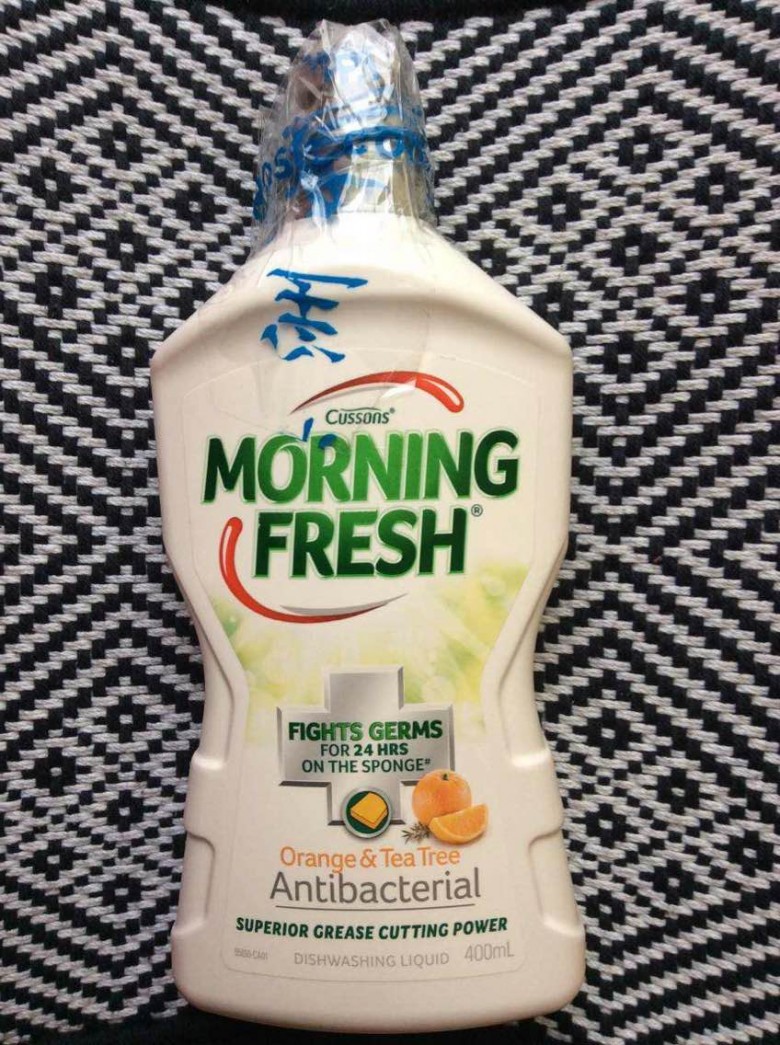 Cussons®
MORNING
FRESH®
FIGHTS GERMS
FOR 24 HRS
ON THE SPONGE#
Orange & Tea Tree
Antibacterial
SUPERIOR GREASE CUTTING POWER
DISHWASHING LIQUID 400mL